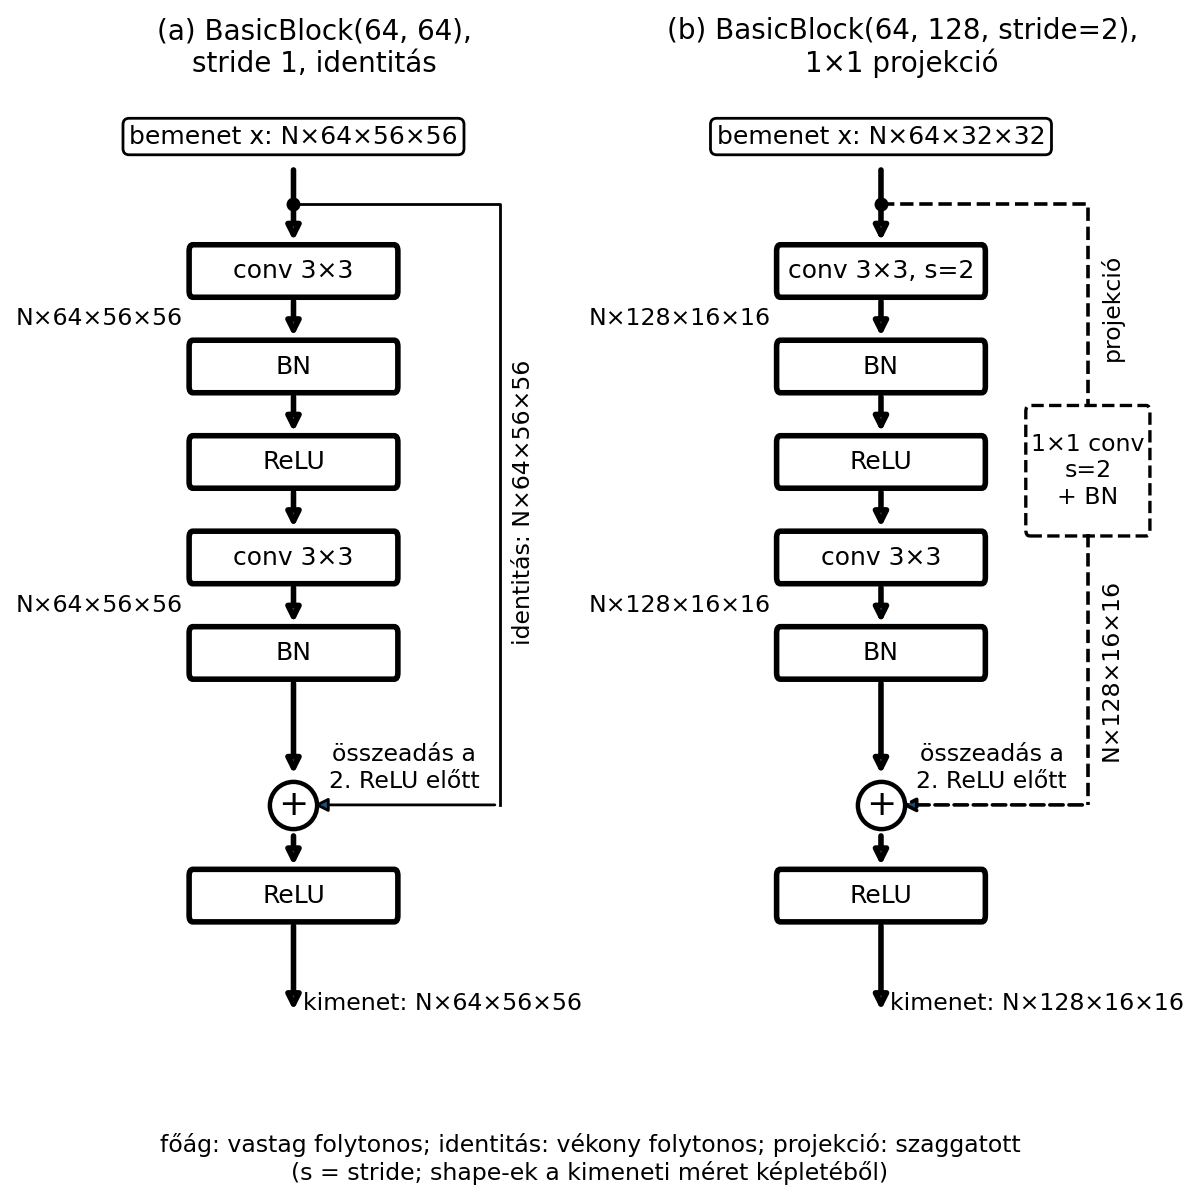 (a) BasicBlock(64, 64),
stride 1, identitás
bemenet x: N×64×56×56
conv 3×3
N×64×56×56
BN
ReLU
identitás: N×64×56×56
conv 3×3
N×64×56×56
BN
összeadás a
2. ReLU előtt
+
ReLU
kimenet: N×64×56×56
(b) BasicBlock(64, 128, stride=2),
1×1 projekció
bemenet x: N×64×32×32
conv 3×3, s=2
projekció
N×128×16×16
BN
ReLU
1×1 conv
s=2
+ BN
conv 3×3
N×128×16×16
BN
N×128×16×16
összeadás a
2. ReLU előtt
+
ReLU
kimenet: N×128×16×16
főág: vastag folytonos; identitás: vékony folytonos; projekció: szaggatott
(s = stride; shape-ek a kimeneti méret képletéből)